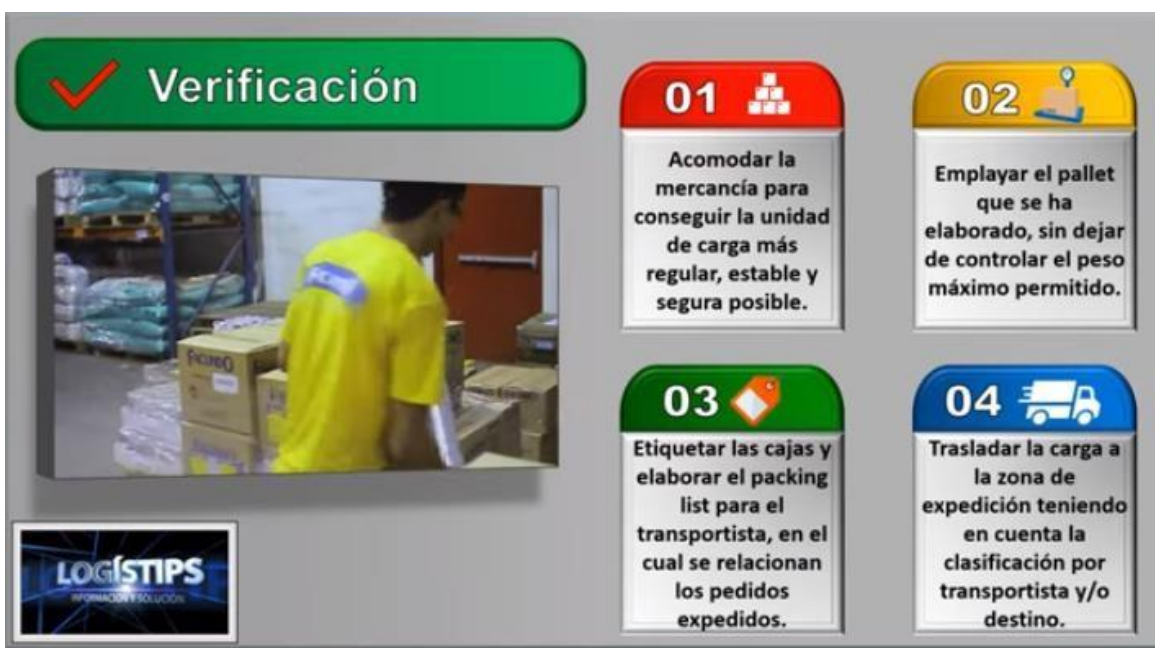 Verificación
01
Acomodar la
mercancía para
conseguir la unidad
de carga más
regular, estable y
segura posible.
02
Emplayar el pallet
que se ha
elaborado, sin dejar
de controlar el peso
máximo permitido.
03
Etiquetar las cajas y
elaborar el packing
list para el
transportista, en el
cual se relacionan
los pedidos
expedidos.
04
Trasladar la carga a
la zona de
expedición teniendo
en cuenta la
clasificación por
transportista y/o
destino.
FACUNDO
LOGÍSTIPS
INFORMACIÓN Y SOLUCIÓN